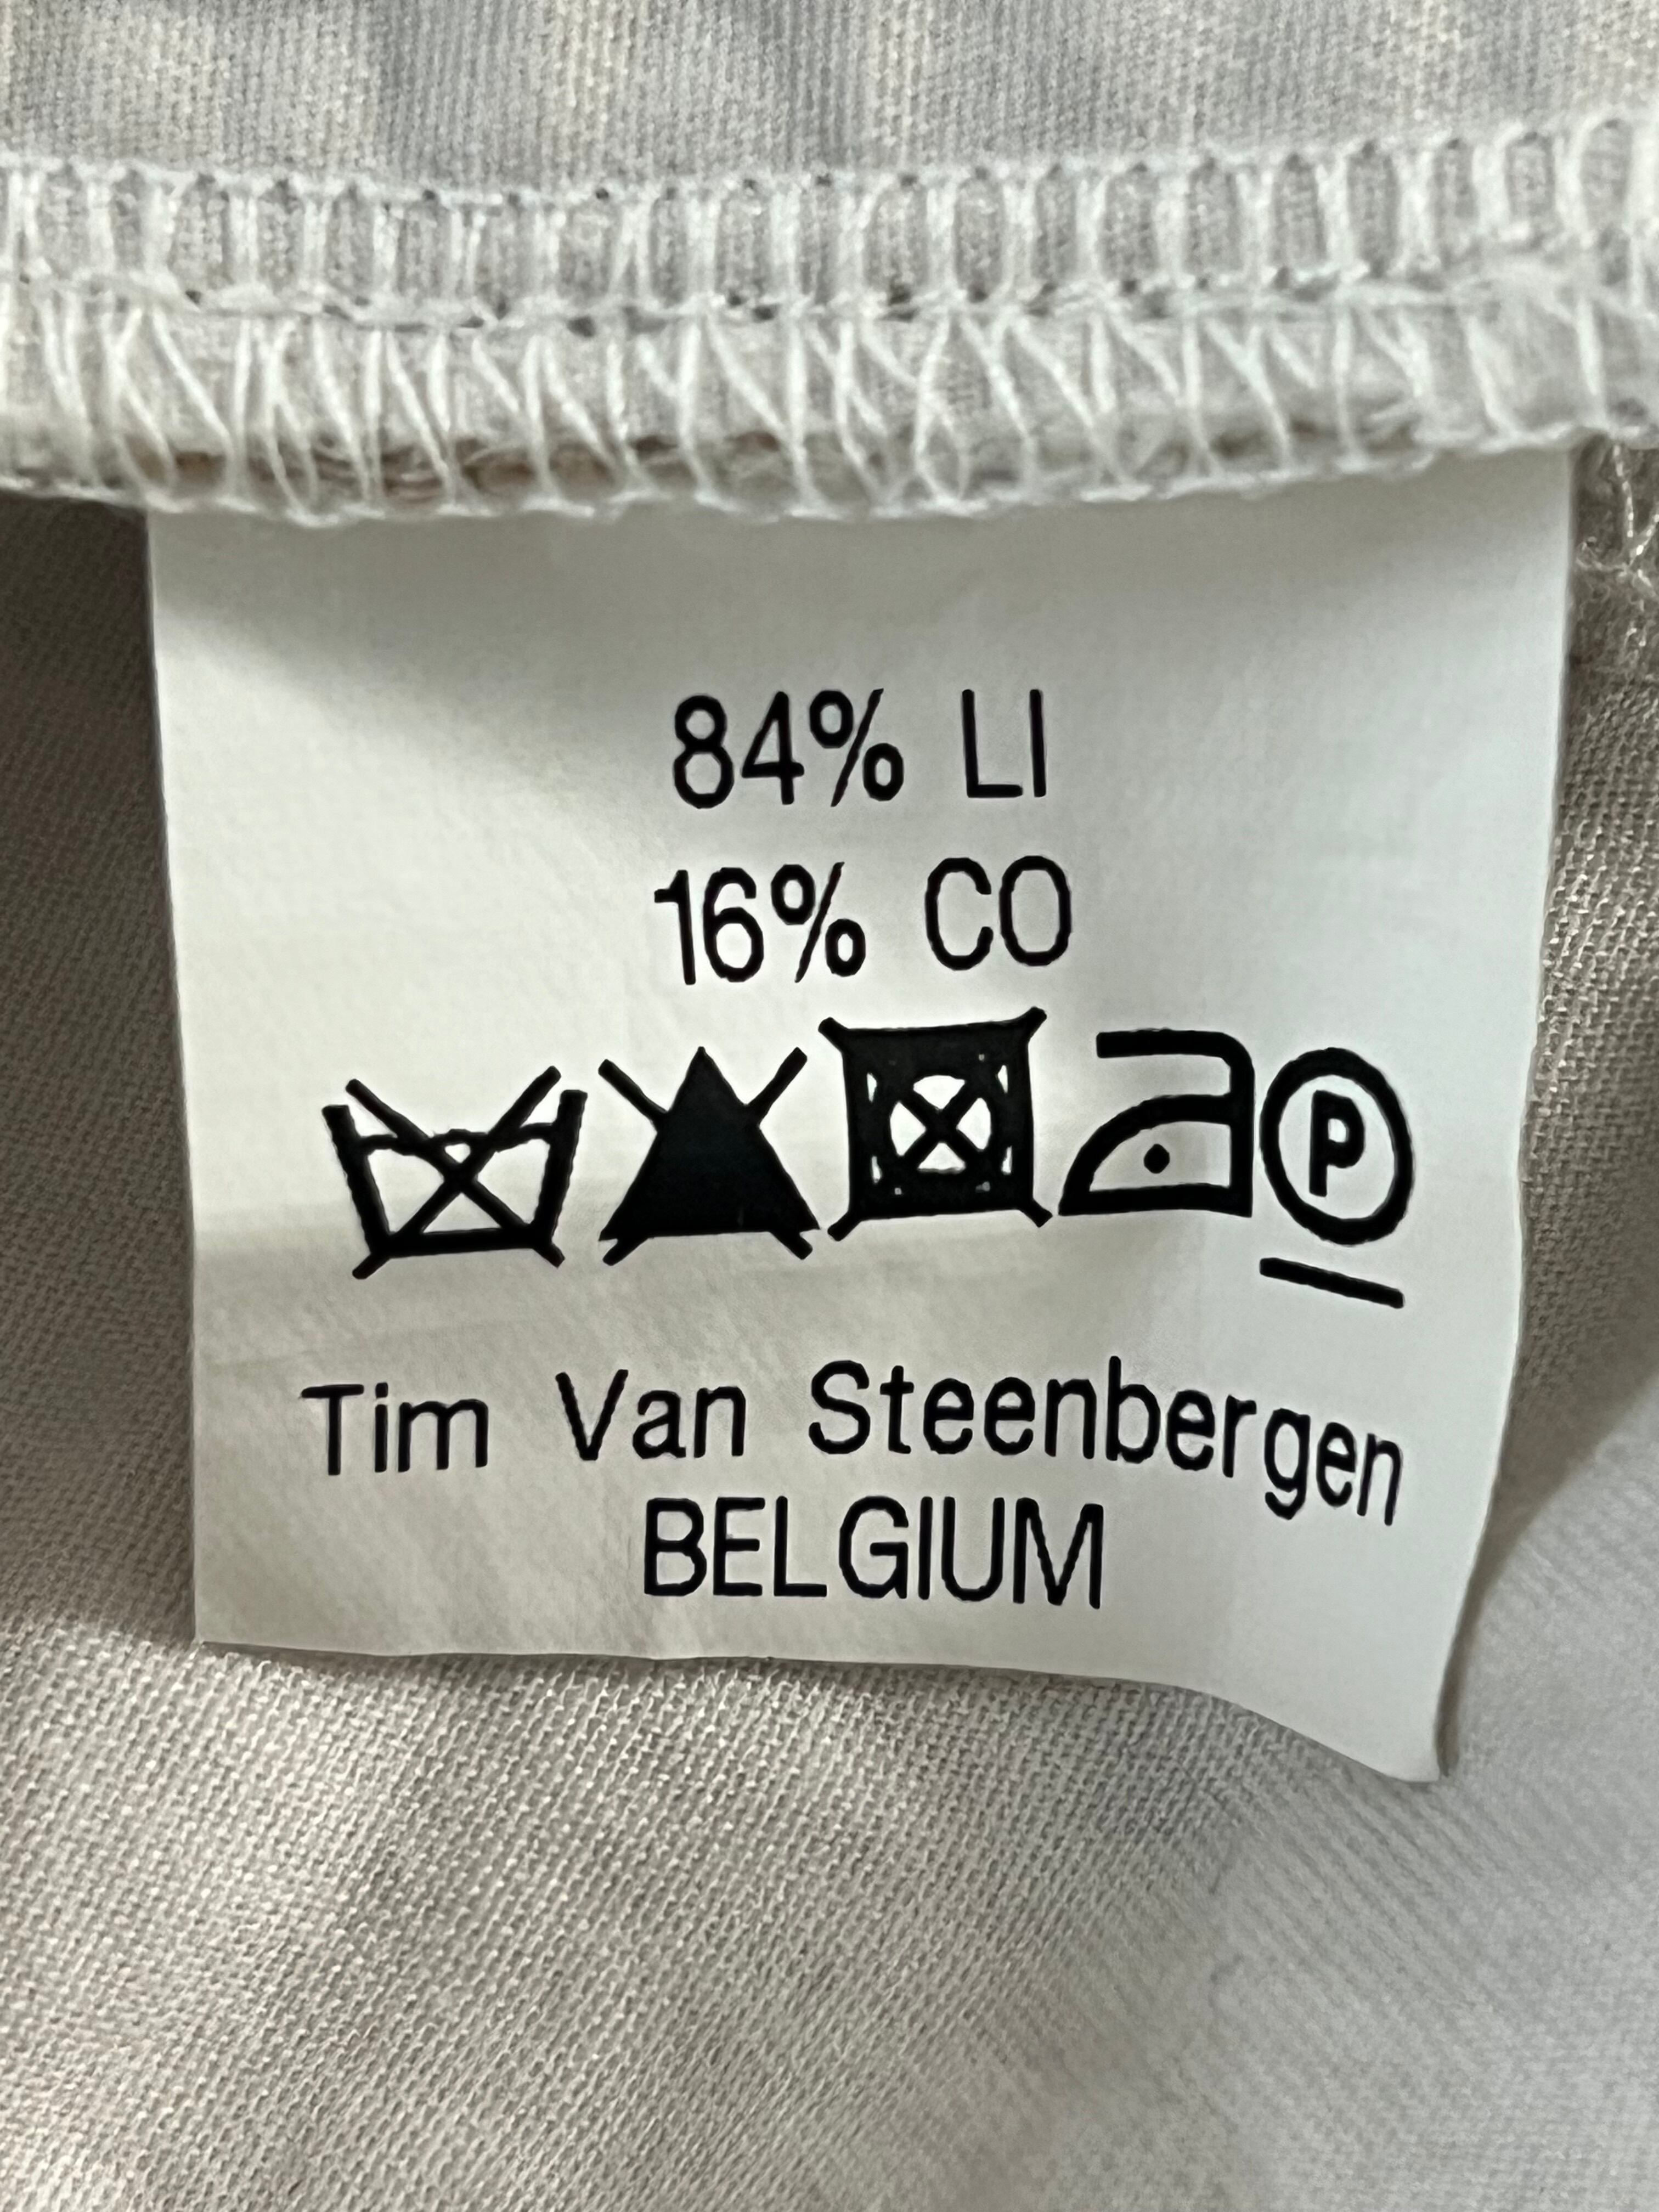 84% LI
16% CO
P
Tim Van Steenbergen
BELGIUM